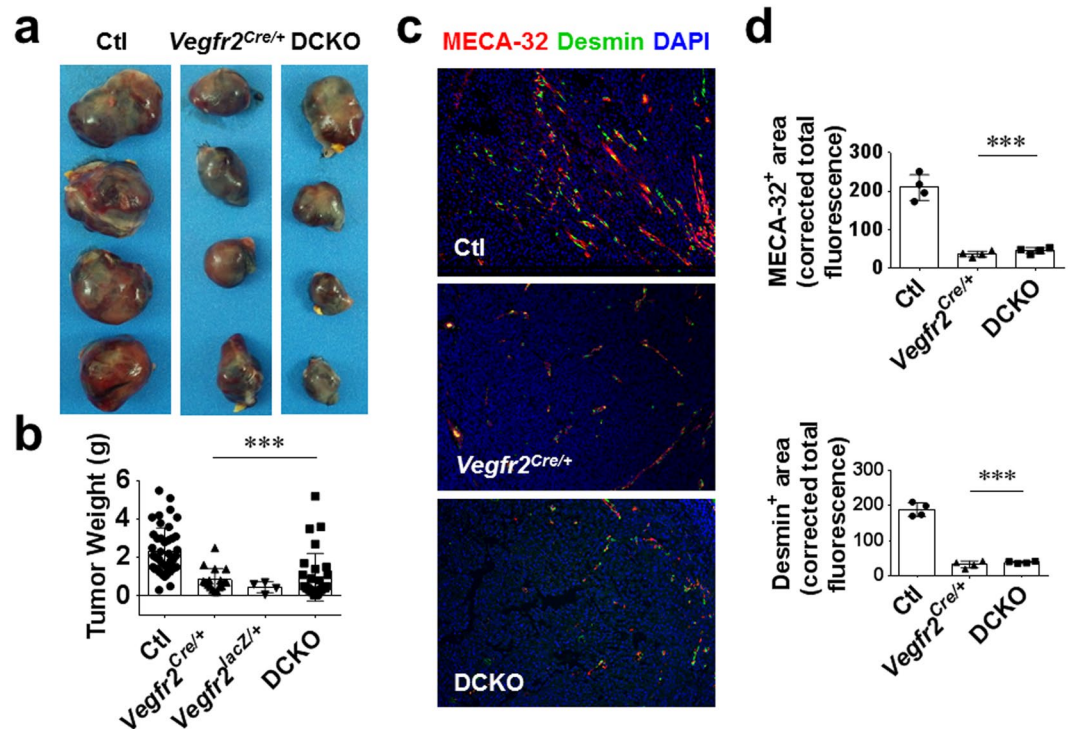 a
Ctl Vegfr2Cre/+ DCKO
b
Tumor Weight (g)
***
6
4
2
0
Ctl
Vegfr2Cre/+
Vegfr2lacZ/+
DCKO
c
MECA-32 Desmin DAPI
Ctl
Vegfr2Cre/+
DCKO
d
MECA-32+ area
(corrected total
fluorescence)
***
300
200
100
0
Ctl
Vegfr2Cre/+
DCKO
Desmin+ area
(corrected total
fluorescence)
***
300
200
100
0
Ctl
Vegfr2Cre/+
DCKO